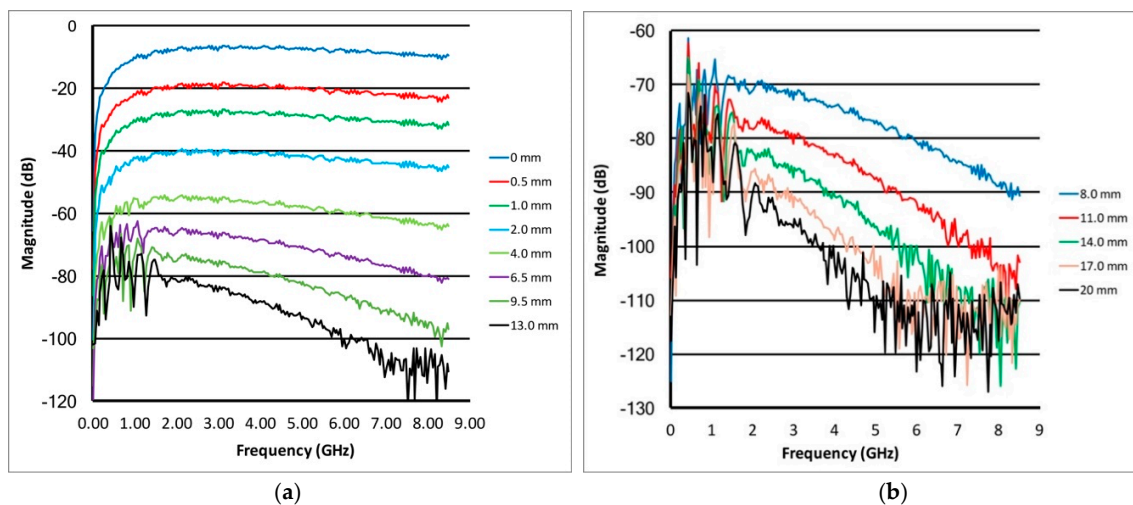 0
-20
-40
-60
-80
-100
-120
Magnitude (dB)
0.00 1.00 2.00 3.00 4.00 5.00 6.00 7.00 8.00 9.00
Frequency (GHz)
0 mm
0.5 mm
1.0 mm
2.0 mm
4.0 mm
6.5 mm
9.5 mm
13.0 mm
(a)
-60
-70
-80
-90
-100
-110
-120
-130
Magnitude (dB)
0 1 2 3 4 5 6 7 8 9
Frequency (GHz)
8.0 mm
11.0 mm
14.0 mm
17.0 mm
20 mm
(b)